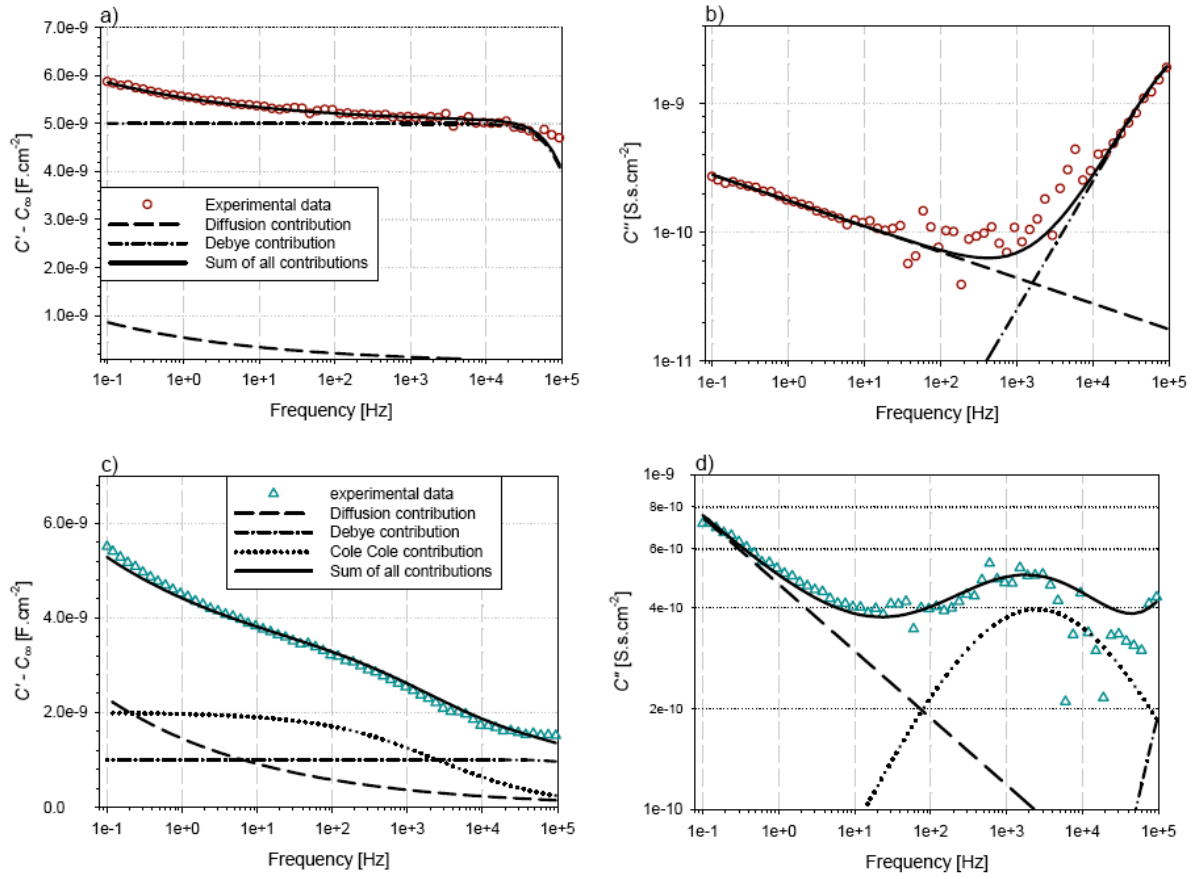 a)
7.0e-9
6.0e-9
5.0e-9
4.0e-9
3.0e-9
2.0e-9
1.0e-9
C' - C∞ [F.cm⁻²]
Experimental data
Diffusion contribution
Debye contribution
Sum of all contributions
1e-1 1e+0 1e+1 1e+2 1e+3 1e+4 1e+5
Frequency [Hz]
b)
1e-9
1e-10
1e-11
C'' [S.s.cm⁻²]
1e-1 1e+0 1e+1 1e+2 1e+3 1e+4 1e+5
Frequency [Hz]
c)
6.0e-9
4.0e-9
2.0e-9
0.0
C' - C∞ [F.cm⁻²]
experimental data
Diffusion contribution
Debye contribution
Cole Cole contribution
Sum of all contributions
1e-1 1e+0 1e+1 1e+2 1e+3 1e+4 1e+5
Frequency [Hz]
d)
1e-9
8e-10
6e-10
4e-10
2e-10
1e-10
C'' [S.s.cm⁻²]
1e-1 1e+0 1e+1 1e+2 1e+3 1e+4 1e+5
Frequency [Hz]